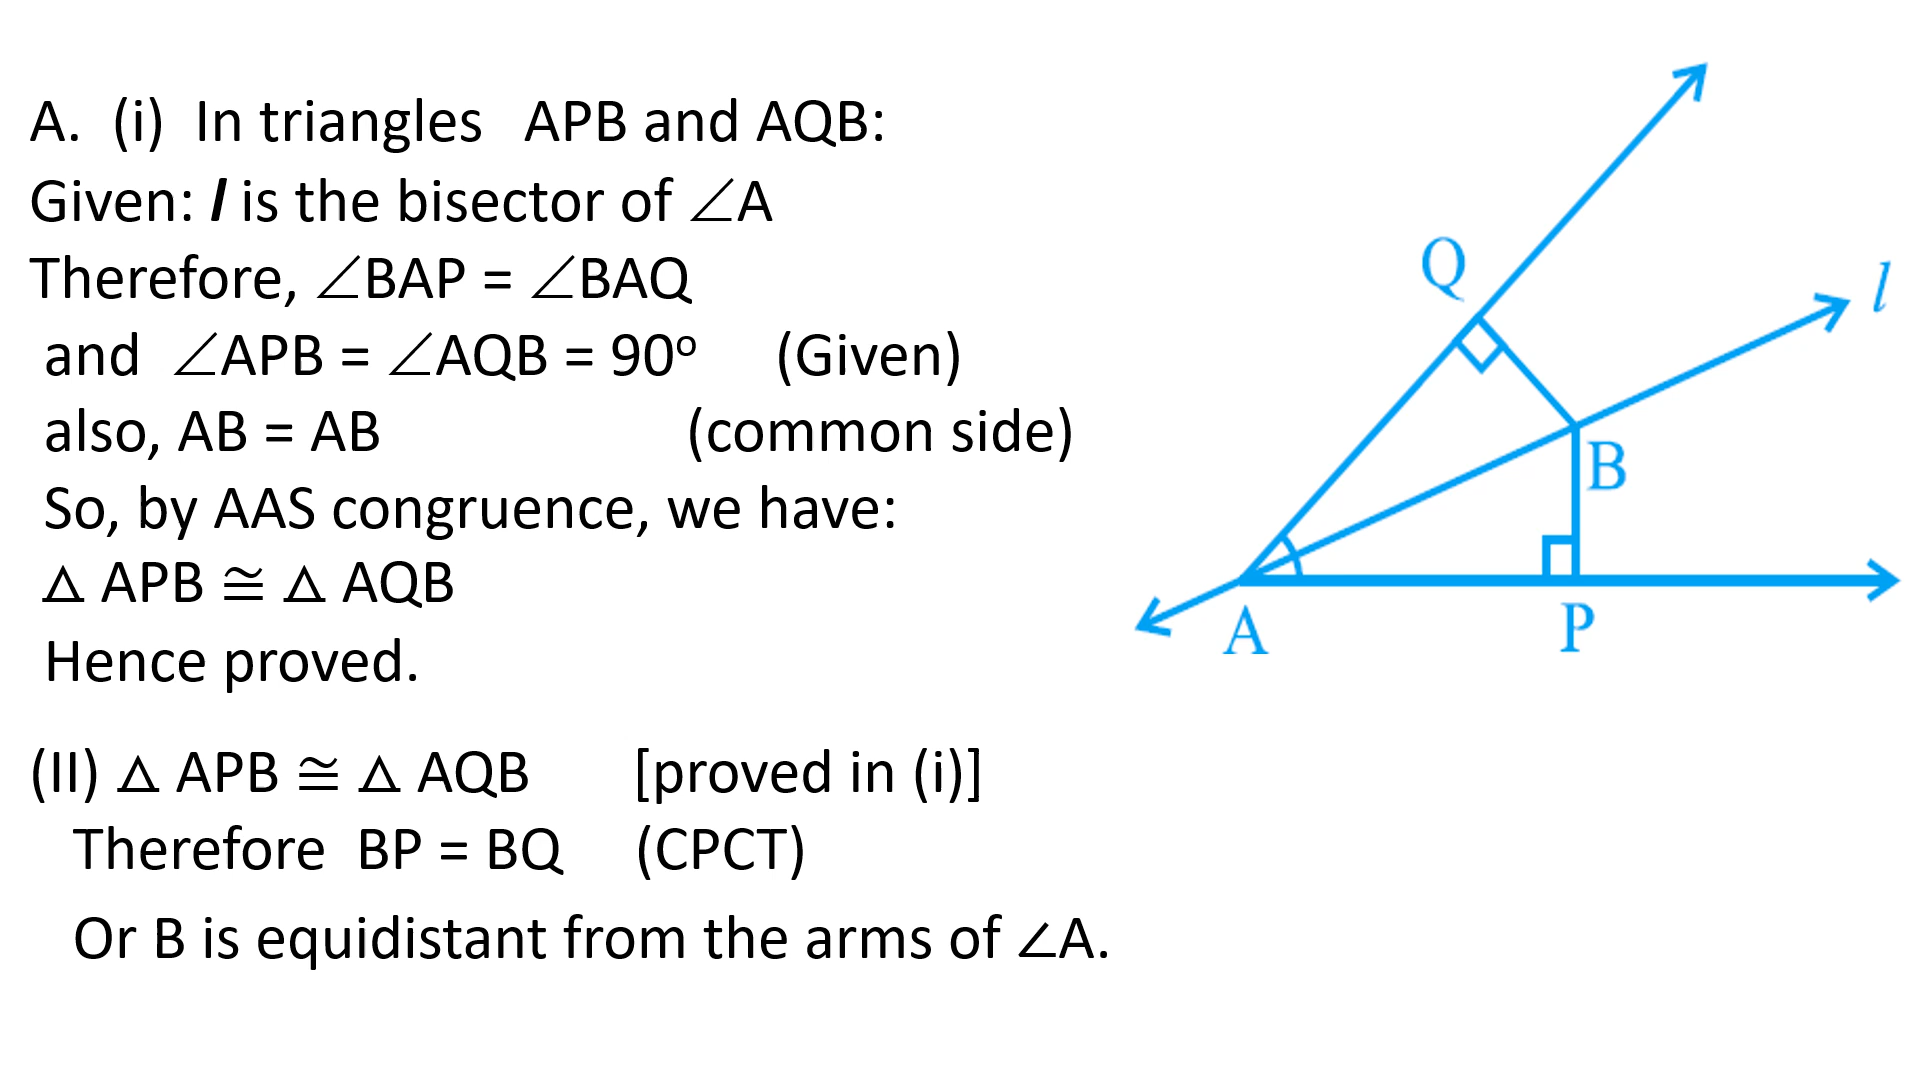 A. (i) In triangles APB and AQB:
Given: l is the bisector of ∠A
Therefore, ∠BAP = ∠BAQ
and ∠APB = ∠AQB = 90° (Given)
also, AB = AB (common side)
So, by AAS congruence, we have:
△ APB ≅ △ AQB
Hence proved.
(II) △ APB ≅ △ AQB [proved in (i)]
Therefore BP = BQ (CPCT)
Or B is equidistant from the arms of ∠A.
Q
l
B
A
P